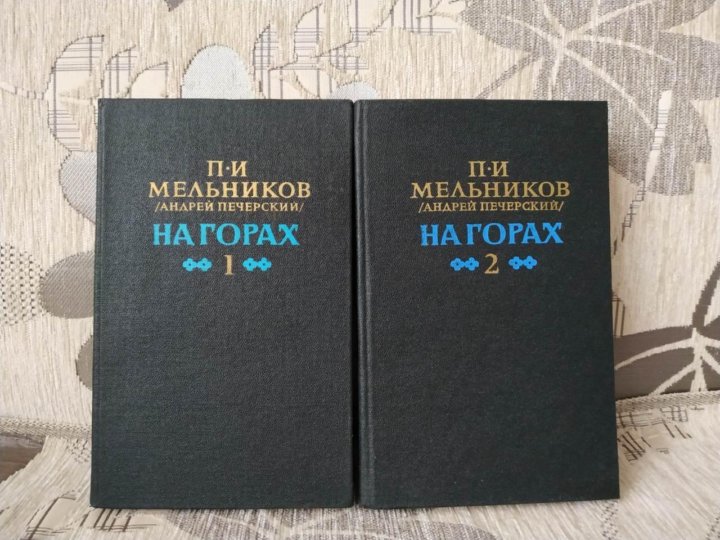 П·И
МЕЛЬНИКОВ
/АНДРЕЙ ПЕЧЕРСКИЙ/
НА ГОРАХ
1
П·И
МЕЛЬНИКОВ
/АНДРЕЙ ПЕЧЕРСКИЙ/
НА ГОРАХ
2